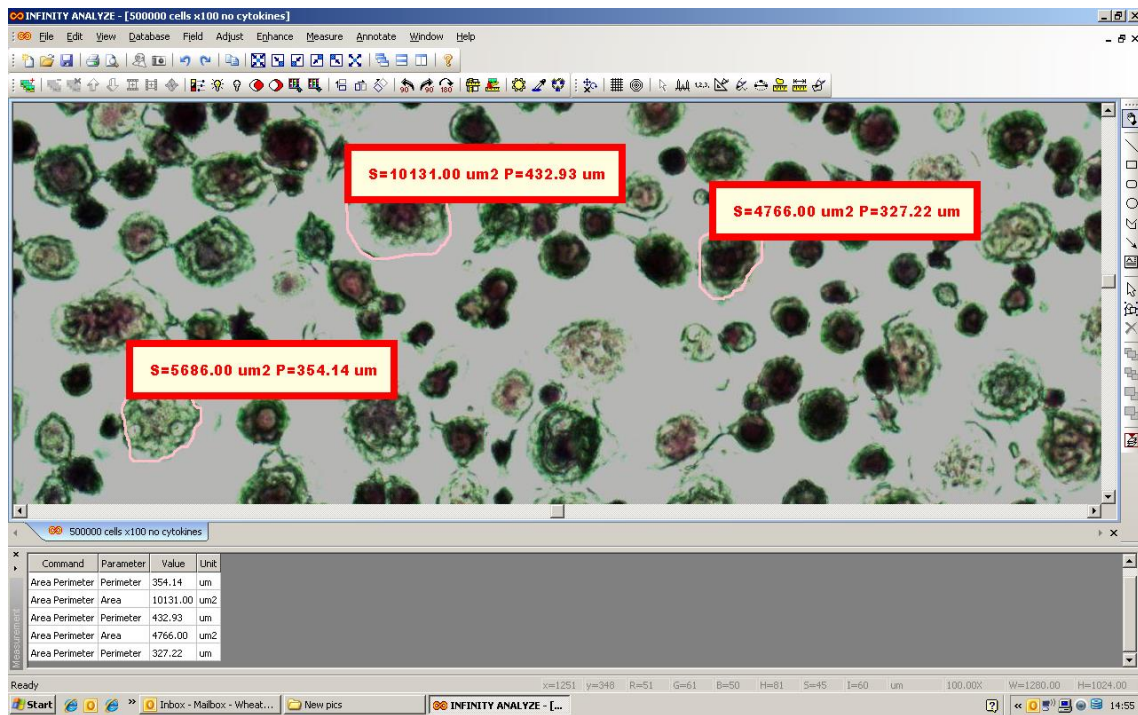 INFINITY ANALYZE - [500000 cells x100 no cytokines]
File Edit View Database Field Adjust Enhance Measure Annotate Window Help
S=10131.00 um2 P=432.93 um
S=4766.00 um2 P=327.22 um
S=5686.00 um2 P=354.14 um
500000 cells x100 no cytokines
Command Parameter Value Unit
Area Perimeter Perimeter 354.14 um
Area Perimeter Area 10131.00 um2
Area Perimeter Perimeter 432.93 um
Area Perimeter Area 4766.00 um2
Area Perimeter Perimeter 327.22 um
Measurement
Ready x=1251 y=348 R=51 G=61 B=50 H=81 S=45 I=60 um 100.00X W=1280.00 H=1024.00
Start Inbox - Mailbox - Wheat... New pics INFINITY ANALYZE - [... 14:55